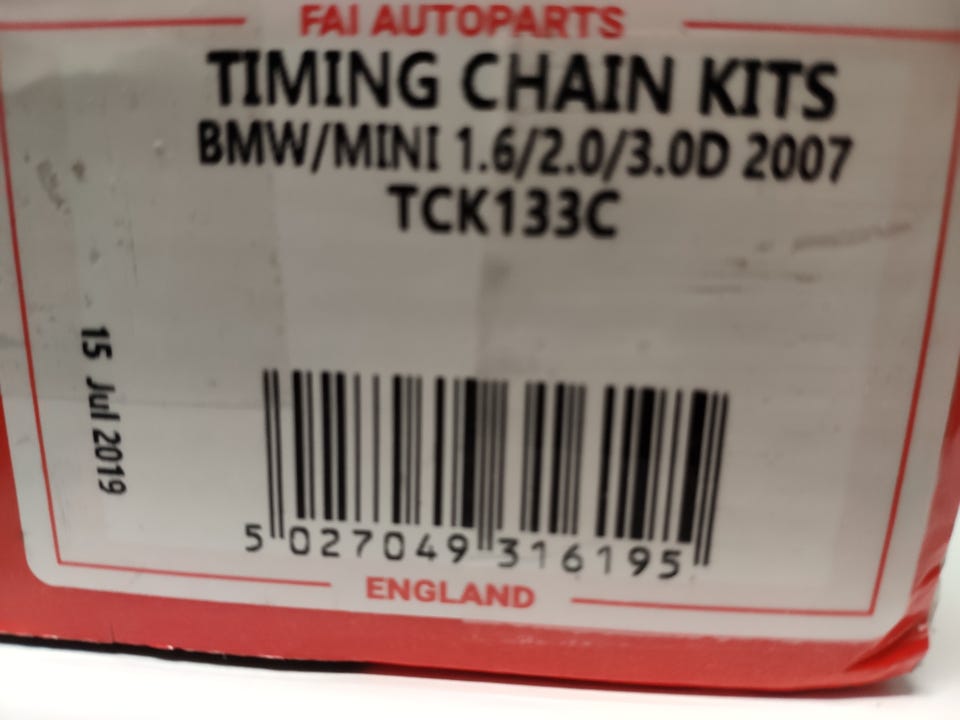 FAI AUTOPARTS
TIMING CHAIN KITS
BMW/MINI 1.6/2.0/3.0D 2007
TCK133C
15 Jul 2019
5 027049 316195
ENGLAND